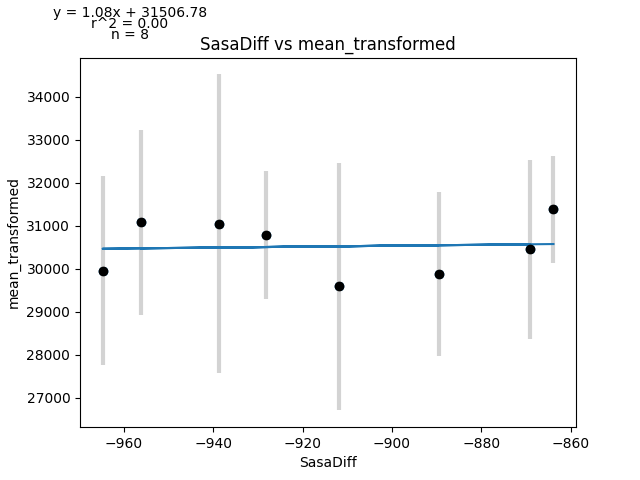 y = 1.08x + 31506.78
r^2 = 0.00
n = 8
SasaDiff vs mean_transformed
34000
33000
32000
31000
30000
29000
28000
27000
mean_transformed
−960
−940
−920
−900
−880
−860
SasaDiff